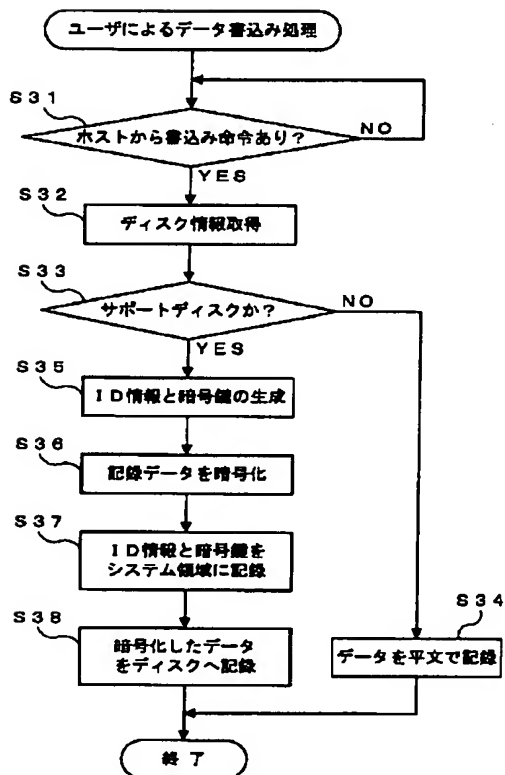 ユーザによるデータ書込み処理
S31
ホストから書込み命令あり?
NO
YES
S32
ディスク情報取得
S33
サポートディスクか?
NO
YES
S35
ID情報と暗号鍵の生成
S36
記録データを暗号化
S37
ID情報と暗号鍵を
システム領域に記録
S38
暗号化したデータ
をディスクへ記録
S34
データを平文で記録
終了